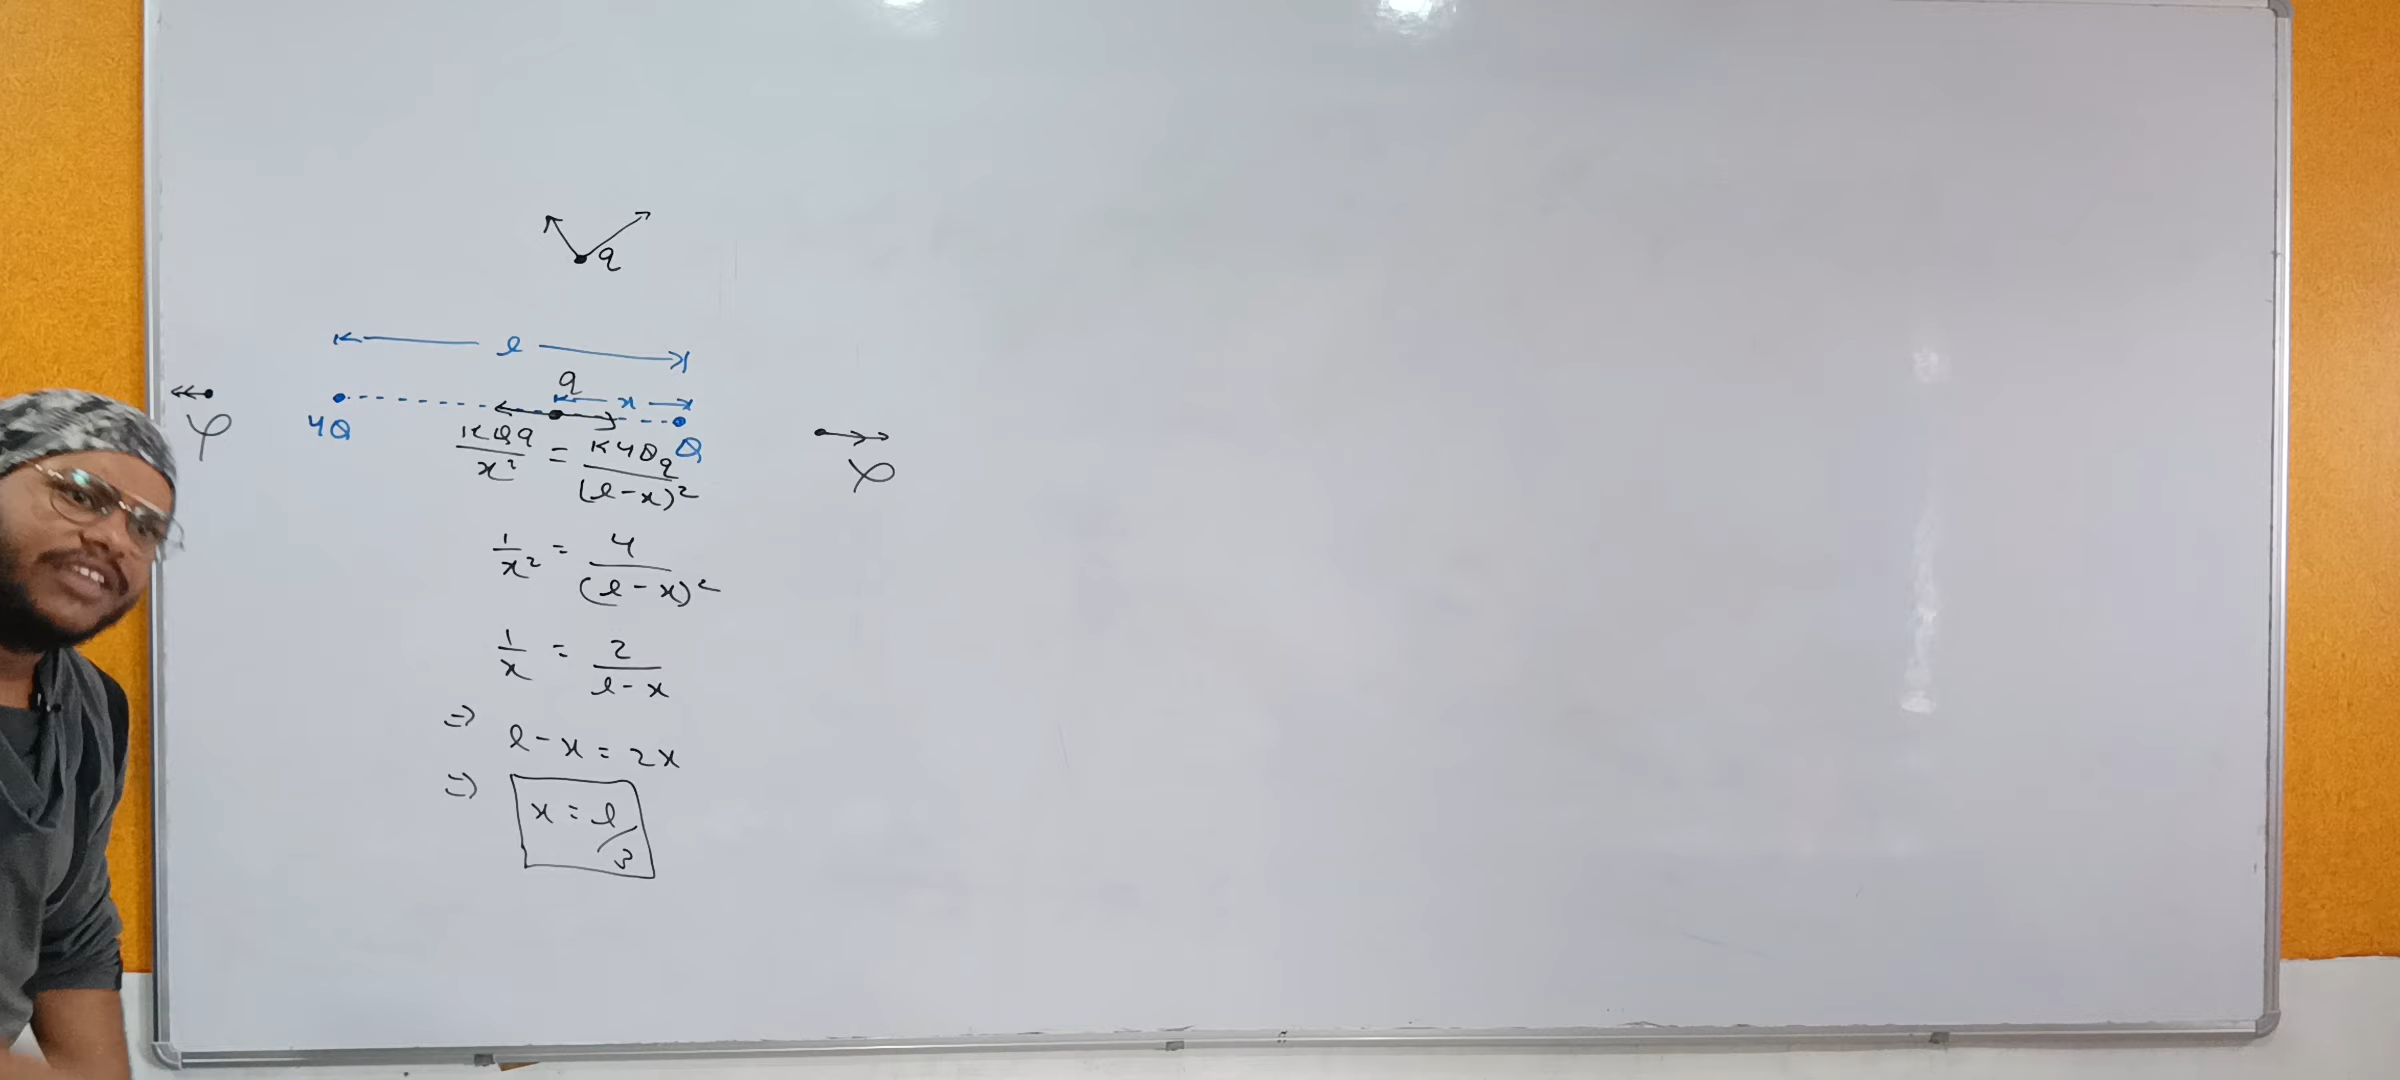 q
l
q
x
4Q
Q
KQq/x² = K4Qq/(l-x)²
1/x² = 4/(l-x)²
1/x = 2/l-x
=> l-x = 2x
=> x = l/3